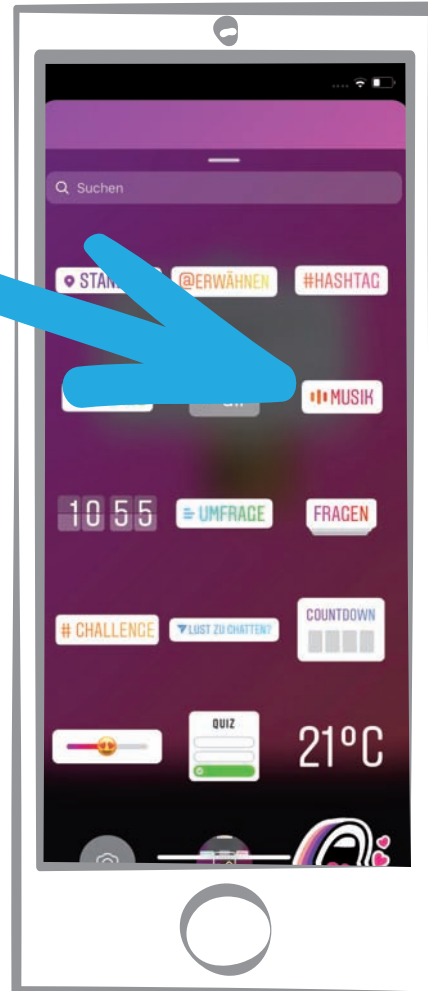 Suchen
@ERWÄHNEN #HASHTAG
MUSIK
10 55 UMFRAGE FRAGEN
# CHALLENGE LUST ZU CHATTEN? COUNTDOWN
QUIZ
21°C